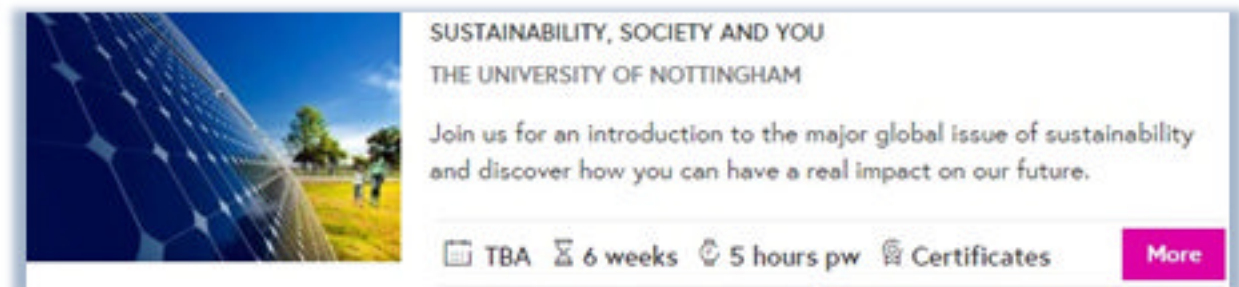 SUSTAINABILITY, SOCIETY AND YOU
THE UNIVERSITY OF NOTTINGHAM
Join us for an introduction to the major global issue of sustainability
and discover how you can have a real impact on our future.
TBA 6 weeks 5 hours pw Certificates More